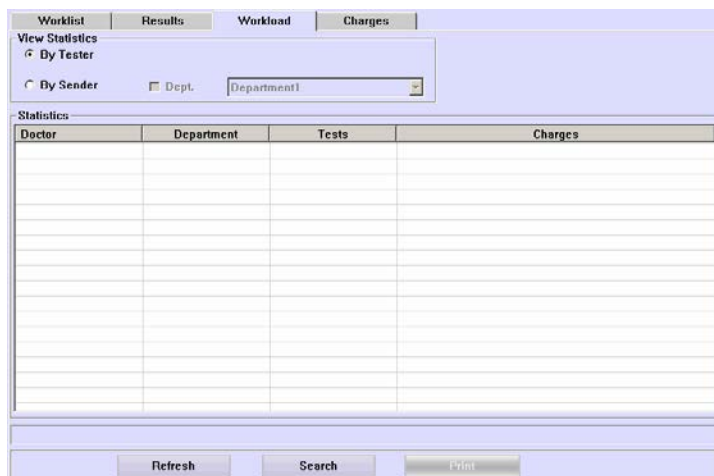 Worklist Results Workload Charges
View Statistics
By Tester
By Sender Dept. Department1
Statistics
Doctor Department Tests Charges
Refresh Search Print